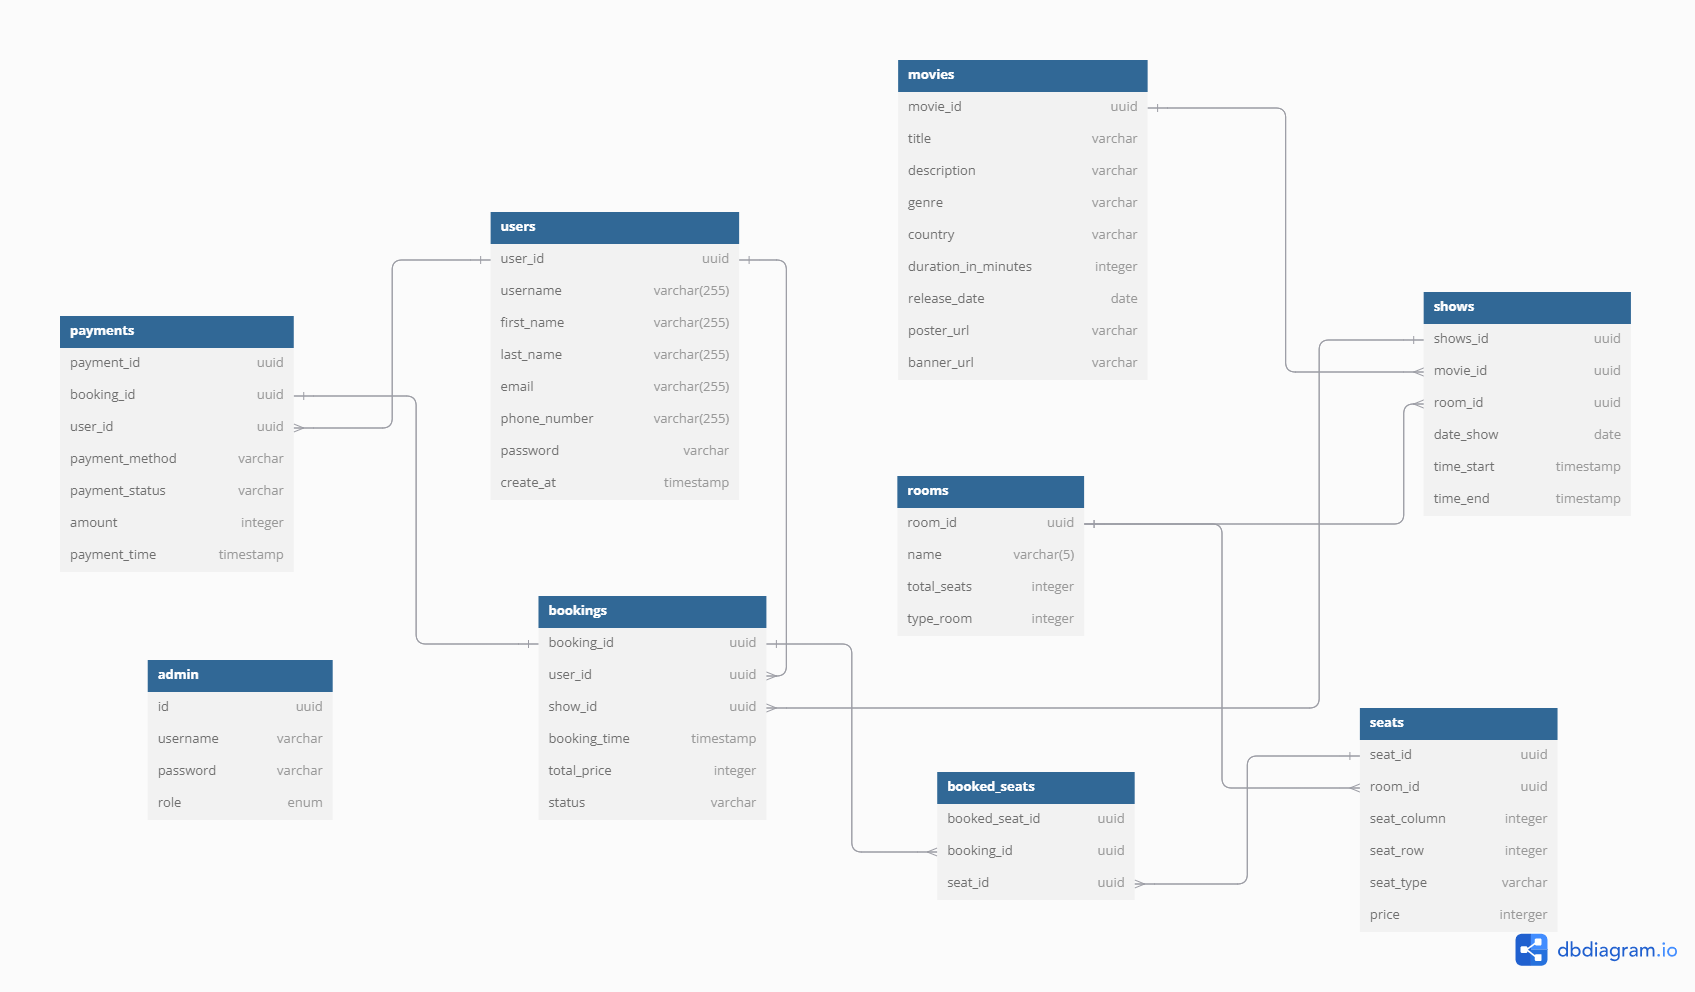 movies
movie_id uuid
title varchar
description varchar
genre varchar
country varchar
duration_in_minutes integer
release_date date
poster_url varchar
banner_url varchar
users
user_id uuid
username varchar(255)
first_name varchar(255)
last_name varchar(255)
email varchar(255)
phone_number varchar(255)
password varchar
create_at timestamp
shows
shows_id uuid
movie_id uuid
room_id uuid
date_show date
time_start timestamp
time_end timestamp
payments
payment_id uuid
booking_id uuid
user_id uuid
payment_method varchar
payment_status varchar
amount integer
payment_time timestamp
rooms
room_id uuid
name varchar(5)
total_seats integer
type_room integer
bookings
booking_id uuid
user_id uuid
show_id uuid
booking_time timestamp
total_price integer
status varchar
admin
id uuid
username varchar
password varchar
role enum
seats
seat_id uuid
room_id uuid
seat_column integer
seat_row integer
seat_type varchar
price interger
booked_seats
booked_seat_id uuid
booking_id uuid
seat_id uuid
dbdiagram.io